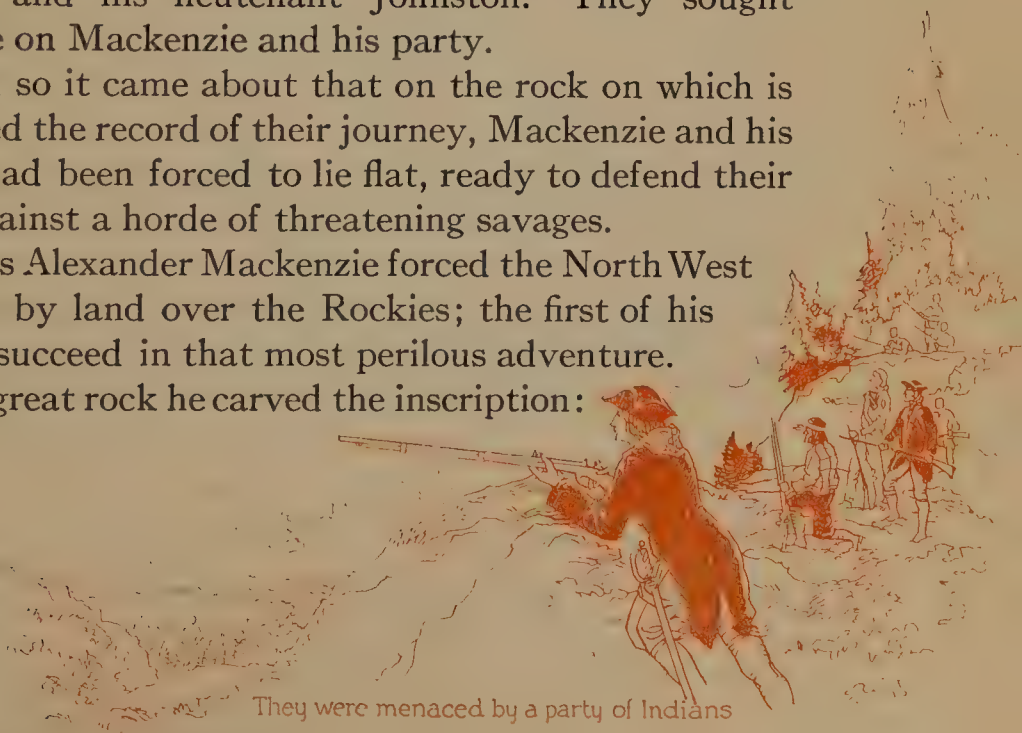 and his lieutenant Johnston. They sought
on Mackenzie and his party.
so it came about that on the rock on which is
the record of their journey, Mackenzie and his
been forced to lie flat, ready to defend their
a horde of threatening savages.
Alexander Mackenzie forced the North West
by land over the Rockies; the first of his
succeed in that most perilous adventure.
great rock he carved the inscription:
They were menaced by a party of Indians